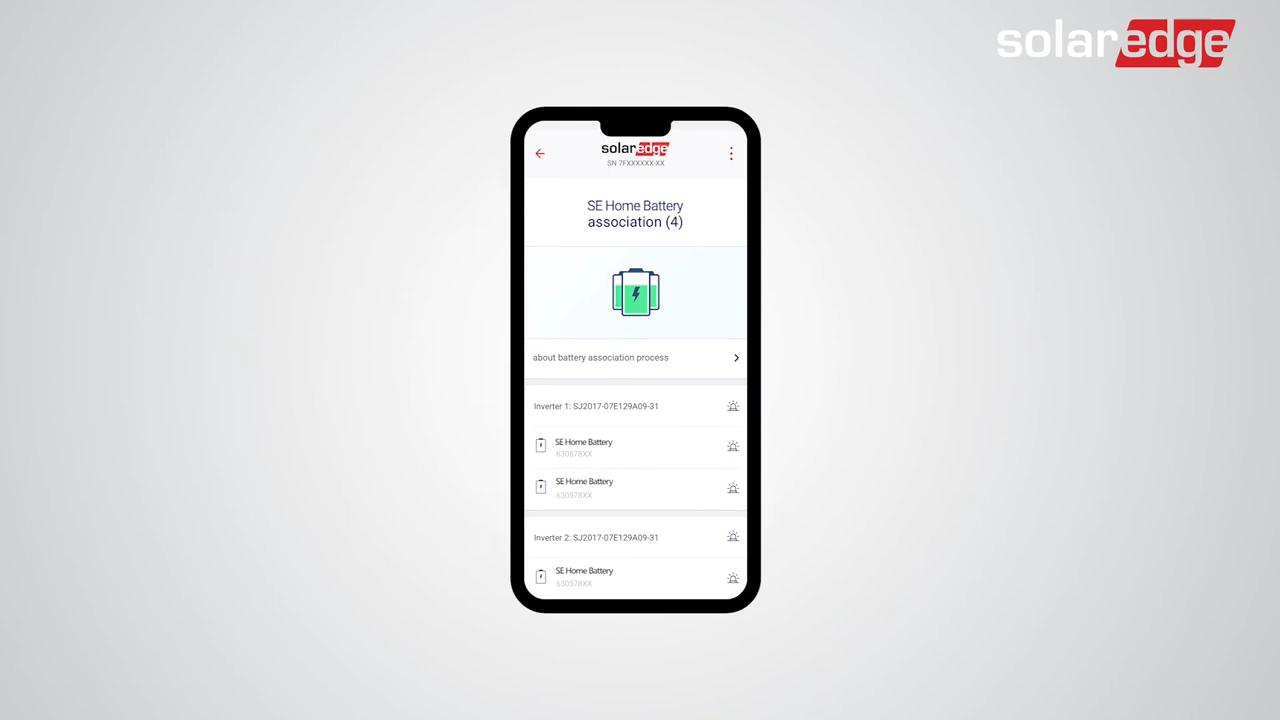 solaredge
solaredge
SN 7FXXXXXX-XX
SE Home Battery
association (4)
about battery association process
Inverter 1: SJ2017-07E129A09-31
SE Home Battery
630578XX
SE Home Battery
630578XX
Inverter 2: SJ2017-07E129A09-31
SE Home Battery
630578XX